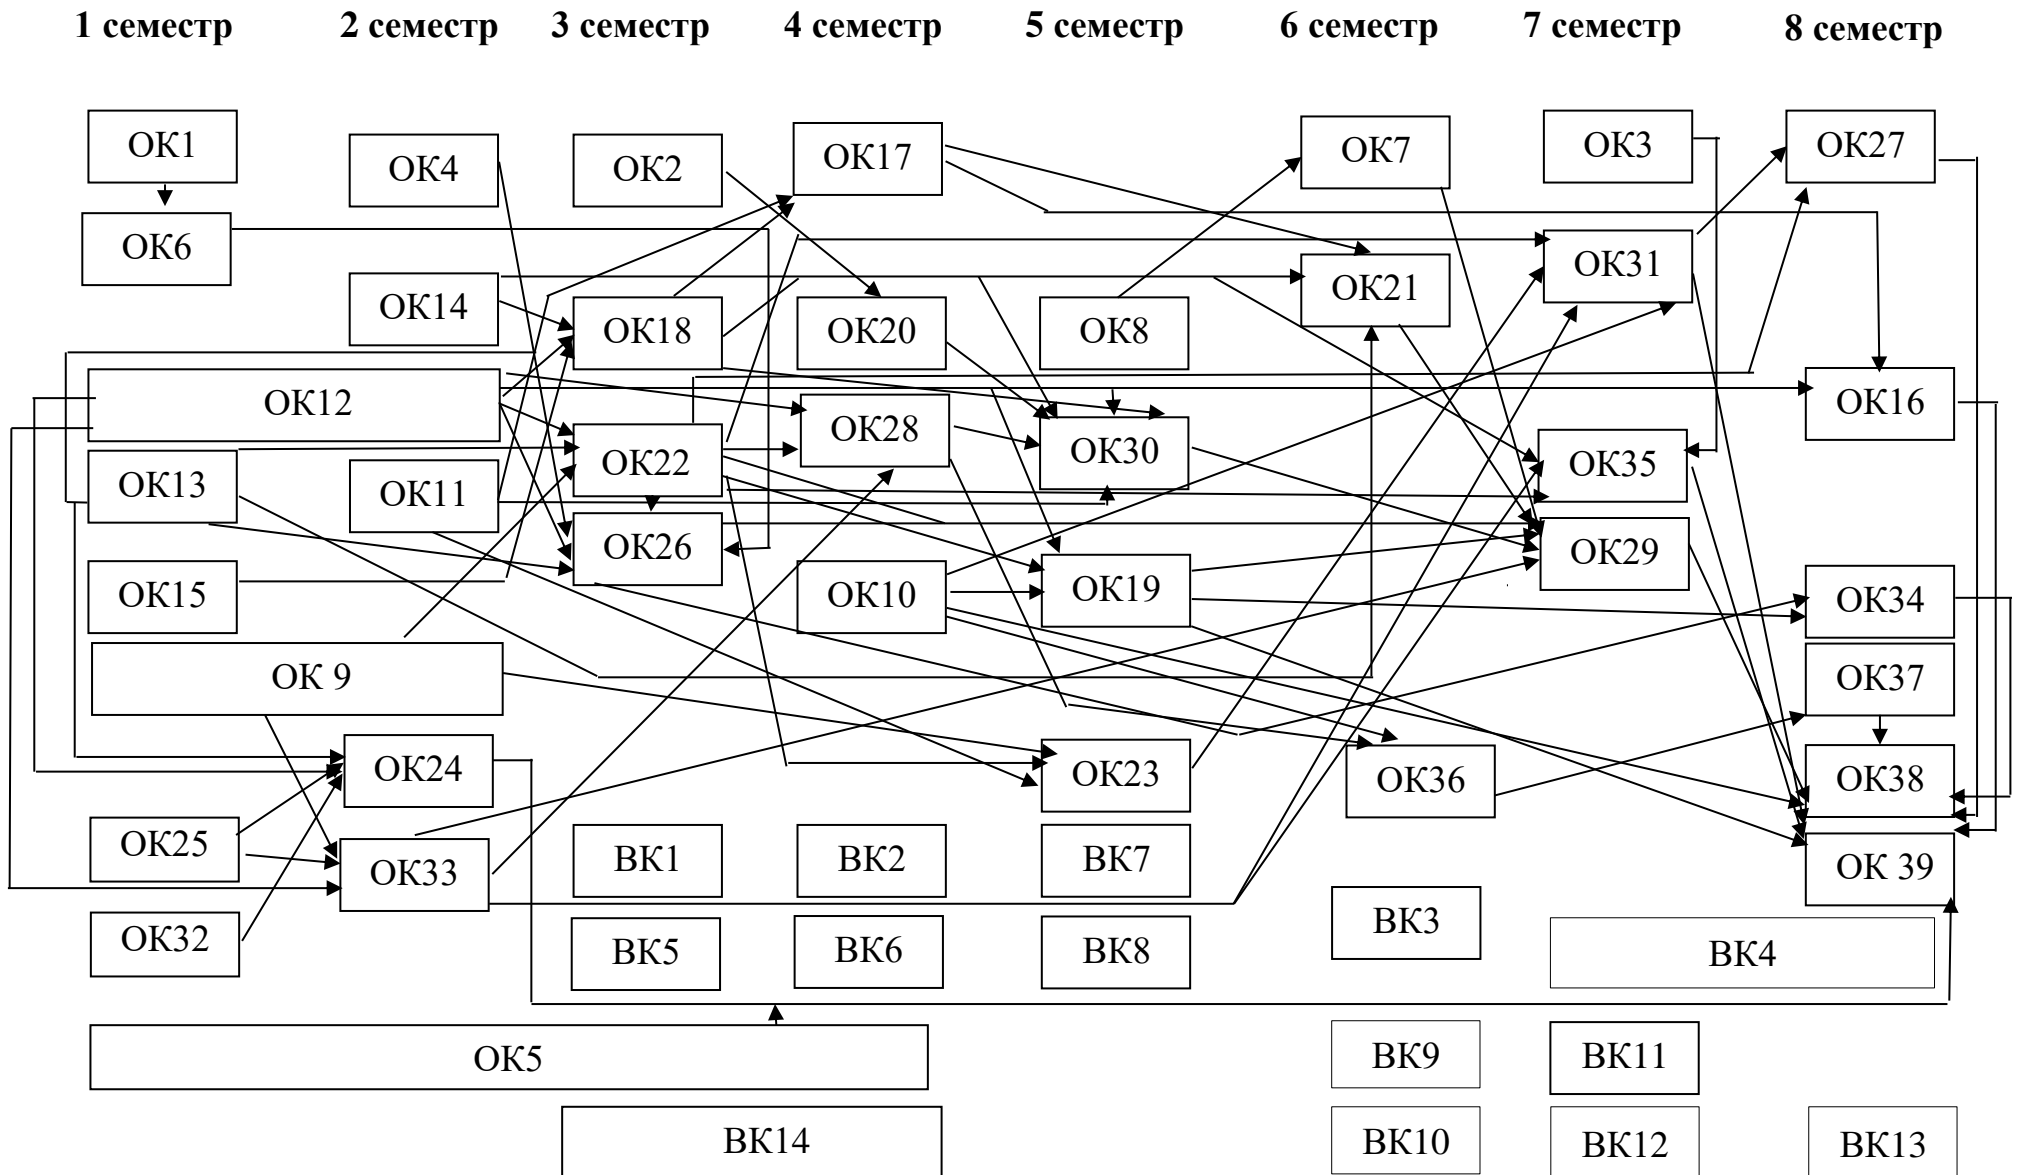 1 семестр 2 семестр 3 семестр 4 семестр 5 семестр 6 семестр 7 семестр 8 семестр
ОК1 ОК4 ОК2 ОК17 ОК7 ОК3 ОК27
ОК6 ОК14 ОК18 ОК20 ОК8 ОК21 ОК31
ОК12 ОК28 ОК30 ОК16
ОК13 ОК11 ОК22 ОК35
ОК15 ОК26 ОК10 ОК19 ОК29 ОК34
ОК 9 ОК37
ОК24 ОК23 ОК36 ОК38
ОК25 ОК33 ВК1 ВК2 ВК7 ОК 39
ОК32 ВК5 ВК6 ВК8 ВК3 ВК4
ОК5 ВК9 ВК11
ВК14 ВК10 ВК12 ВК13